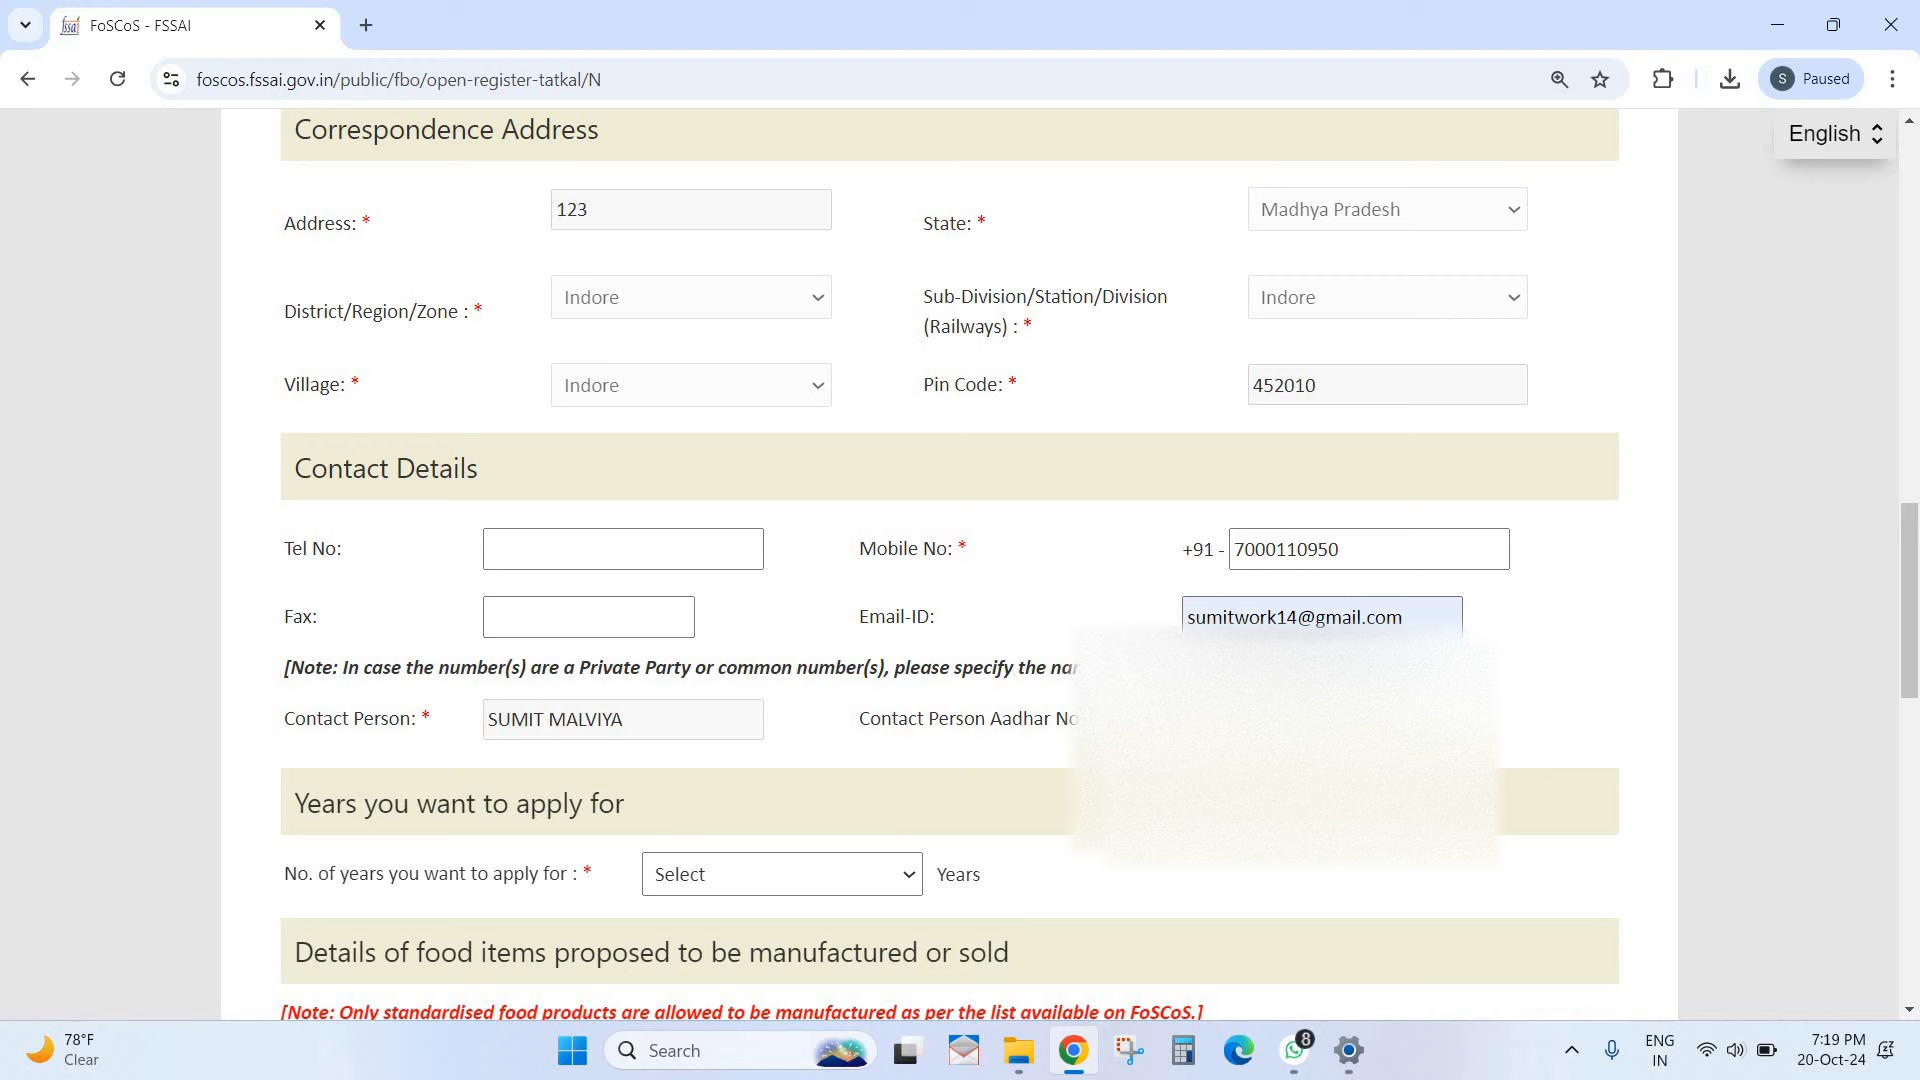 FoSCoS - FSSAI
foscos.fssai.gov.in/public/fbo/open-register-tatkal/N
S Paused
English
Correspondence Address
Address: * 123 State: * Madhya Pradesh
District/Region/Zone : * Indore Sub-Division/Station/Division (Railways) : * Indore
Village: * Indore Pin Code: * 452010
Contact Details
Tel No: Mobile No: * +91 - 7000110950
Fax: Email-ID: sumitwork14@gmail.com
[Note: In case the number(s) are a Private Party or common number(s), please specify the
Contact Person: * SUMIT MALVIYA Contact Person Aadhar No
Years you want to apply for
No. of years you want to apply for : * Select Years
Details of food items proposed to be manufactured or sold
[Note: Only standardised food products are allowed to be manufactured as per the list available on FoSCoS.]
78°F
Clear
Search
8
ENG
IN
7:19 PM
20-Oct-24